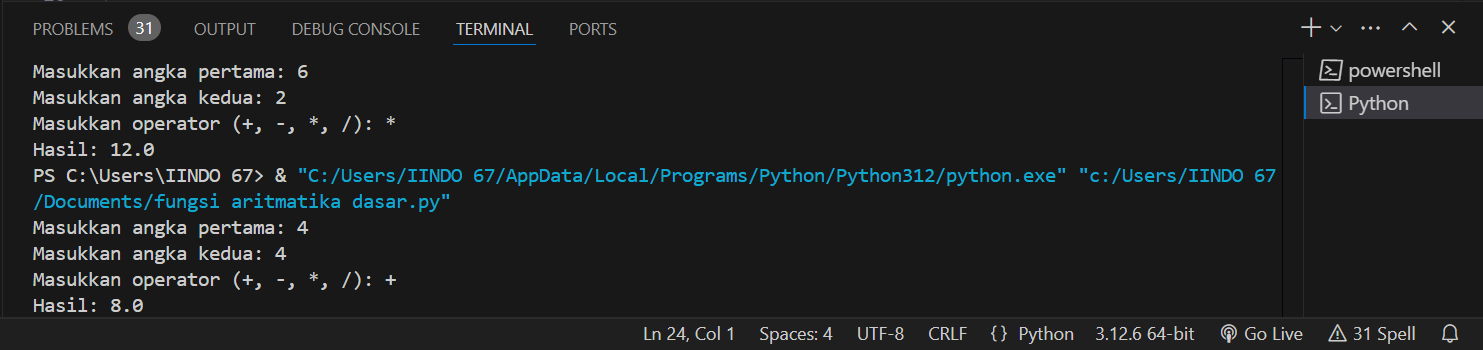 PROBLEMS 31 OUTPUT DEBUG CONSOLE TERMINAL PORTS
Masukkan angka pertama: 6
Masukkan angka kedua: 2
Masukkan operator (+, -, *, /): *
Hasil: 12.0
PS C:\Users\IINDO 67> & "C:/Users/IINDO 67/AppData/Local/Programs/Python/Python312/python.exe" "c:/Users/IINDO 67
/Documents/fungsi aritmatika dasar.py"
Masukkan angka pertama: 4
Masukkan angka kedua: 4
Masukkan operator (+, -, *, /): +
Hasil: 8.0
powershell
Python
Ln 24, Col 1 Spaces: 4 UTF-8 CRLF {} Python 3.12.6 64-bit Go Live 31 Spell